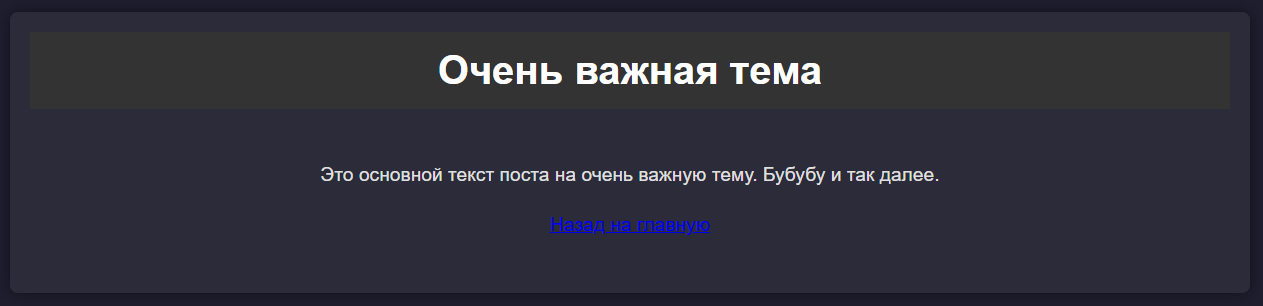 Очень важная тема
Это основной текст поста на очень важную тему. Бубубу и так далее.
Назад на главную